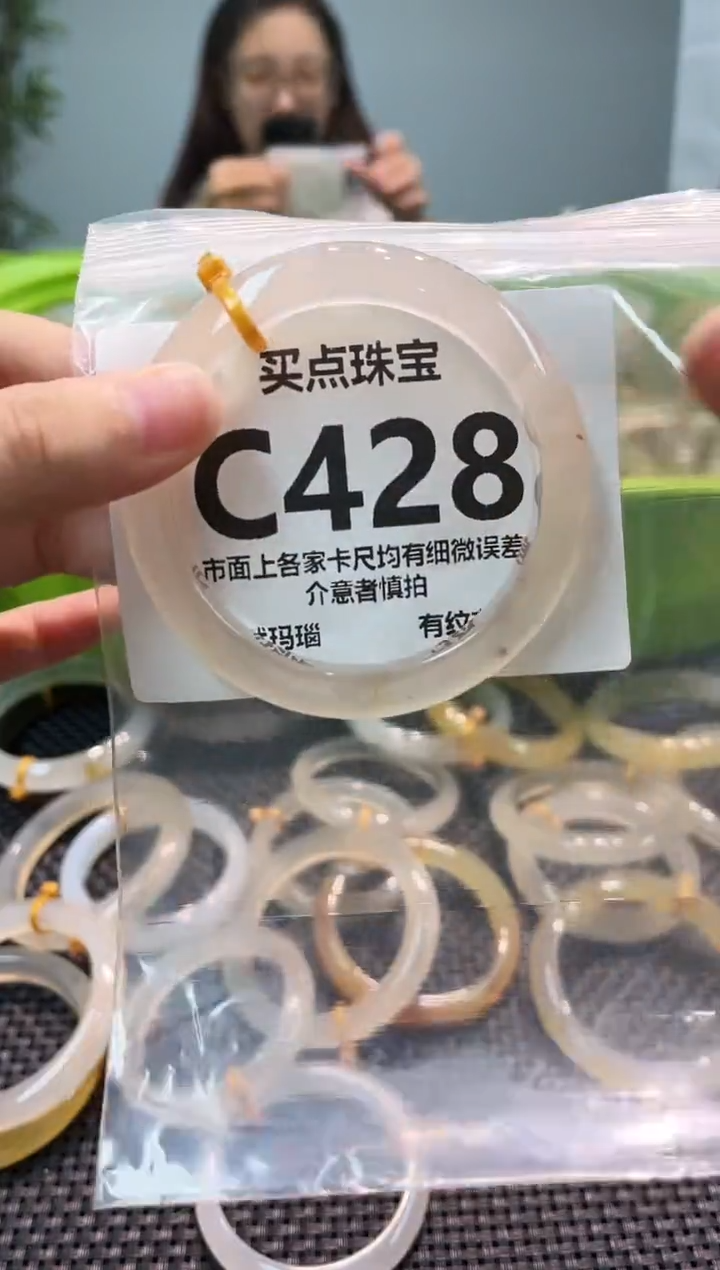 买点珠宝
C428
市面上各家卡尺均有细微误差
介意者慎拍
玛瑙 有纹